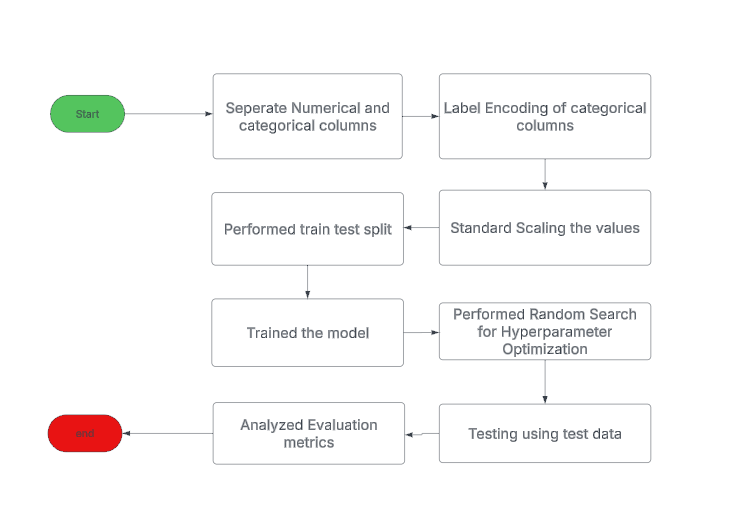 Start
Seperate Numerical and
categorical columns
Label Encoding of categorical
columns
Standard Scaling the values
Performed train test split
Trained the model
Performed Random Search
for Hyperparameter
Optimization
Testing using test data
Analyzed Evaluation
metrics
end